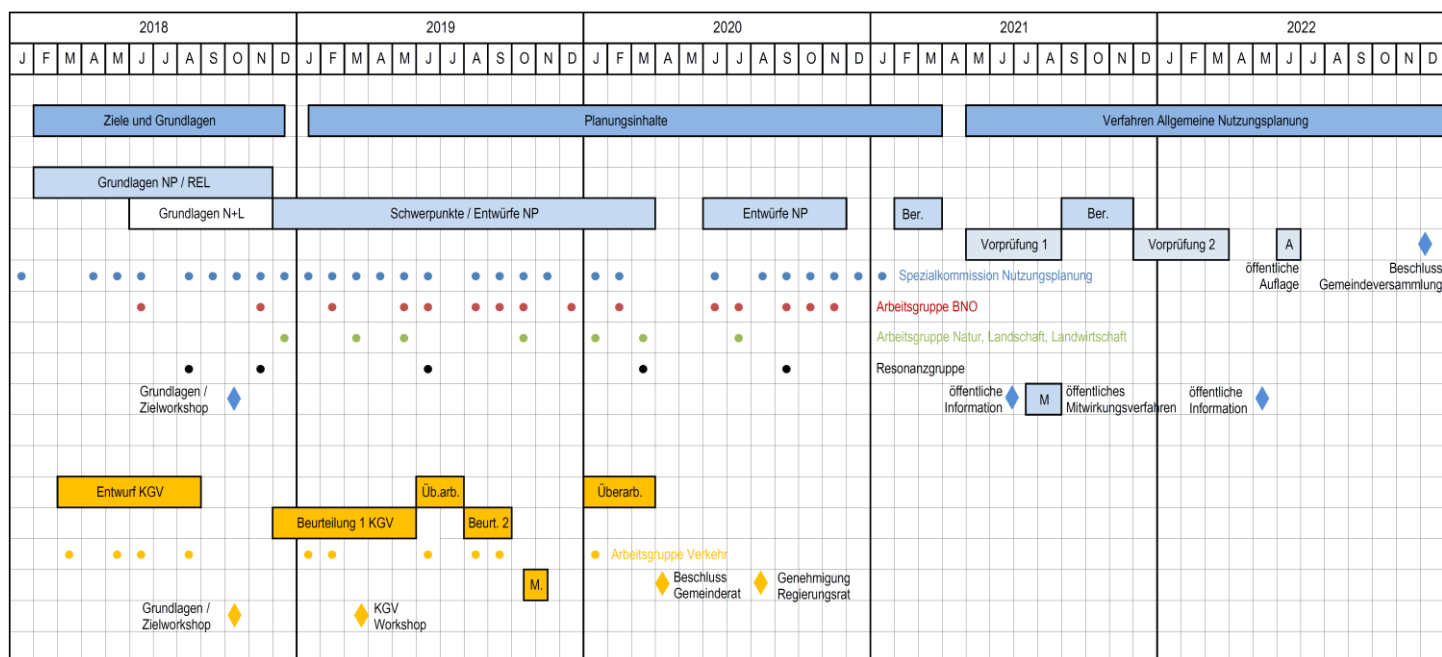 2018 2019 2020 2021 2022
J F M A M J J A S O N D J F M A M J J A S O N D J F M A M J J A S O N D J F M A M J J A S O N D J F M A M J J A S O N D
Ziele und Grundlagen Planungsinhalte Verfahren Allgemeine Nutzungsplanung
Grundlagen NP / REL
Grundlagen N+L Schwerpunkte / Entwürfe NP Entwürfe NP Ber. Ber.
Vorprüfung 1 Vorprüfung 2 A
Spezialkommission Nutzungsplanung
öffentliche
Auflage
Beschluss
Gemeindeversammlung
Arbeitsgruppe BNO
Arbeitsgruppe Natur, Landschaft, Landwirtschaft
Resonanzgruppe
Grundlagen /
Zielworkshop
öffentliche
Information
M
öffentliches
Mitwirkungsverfahren
öffentliche
Information
Entwurf KGV Üb.arb. Überarb.
Beurteilung 1 KGV Beurt. 2
Arbeitsgruppe Verkehr
M.
Beschluss
Gemeinderat
Genehmigung
Regierungsrat
Grundlagen /
Zielworkshop
KGV
Workshop